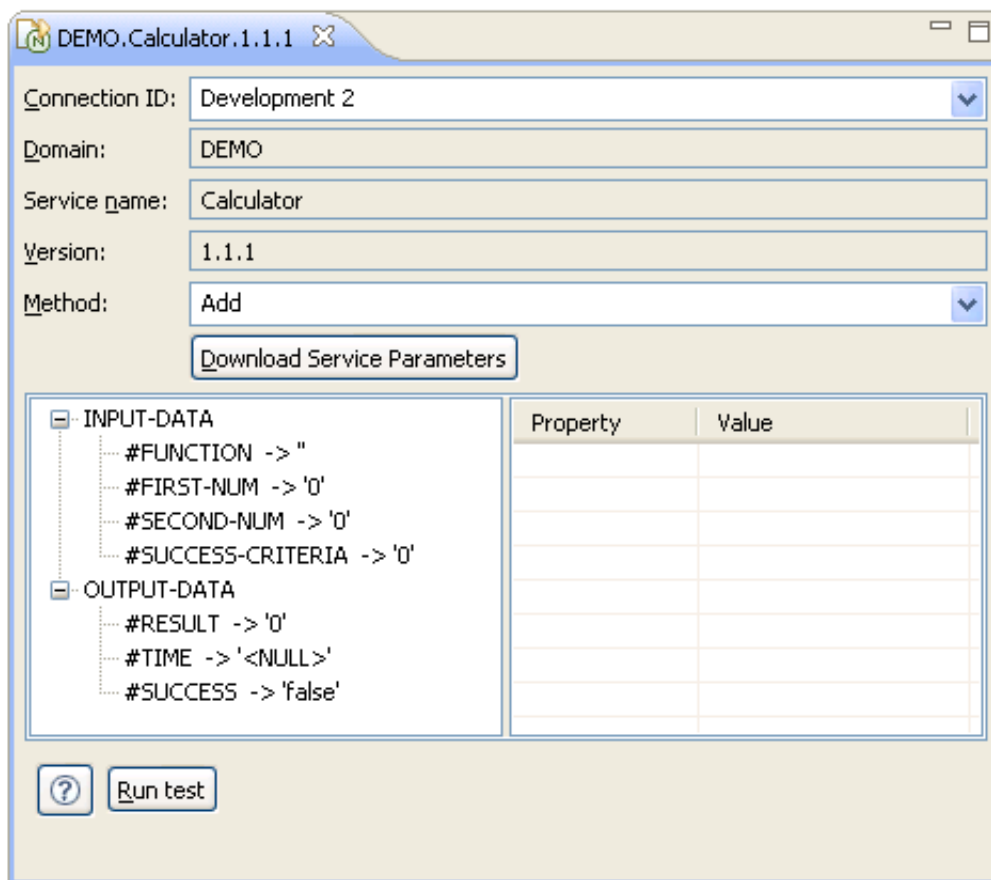 DEMO.Calculator.1.1.1
Connection ID: Development 2
Domain: DEMO
Service name: Calculator
Version: 1.1.1
Method: Add
Download Service Parameters
INPUT-DATA
#FUNCTION -> ''
#FIRST-NUM -> '0'
#SECOND-NUM -> '0'
#SUCCESS-CRITERIA -> '0'
OUTPUT-DATA
#RESULT -> '0'
#TIME -> '<NULL>'
#SUCCESS -> 'false'
Property Value
? Run test